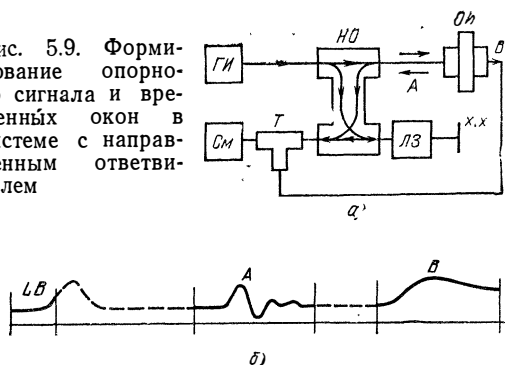 ис. 5.9. Форми-
ование опорно-
о сигнала и вре-
енных окон в
истеме с направ-
енным ответви-
лем
ГИ
НО
Оп
В
А
См
Т
ЛЗ
х.х
а)
LB
А
В
б)